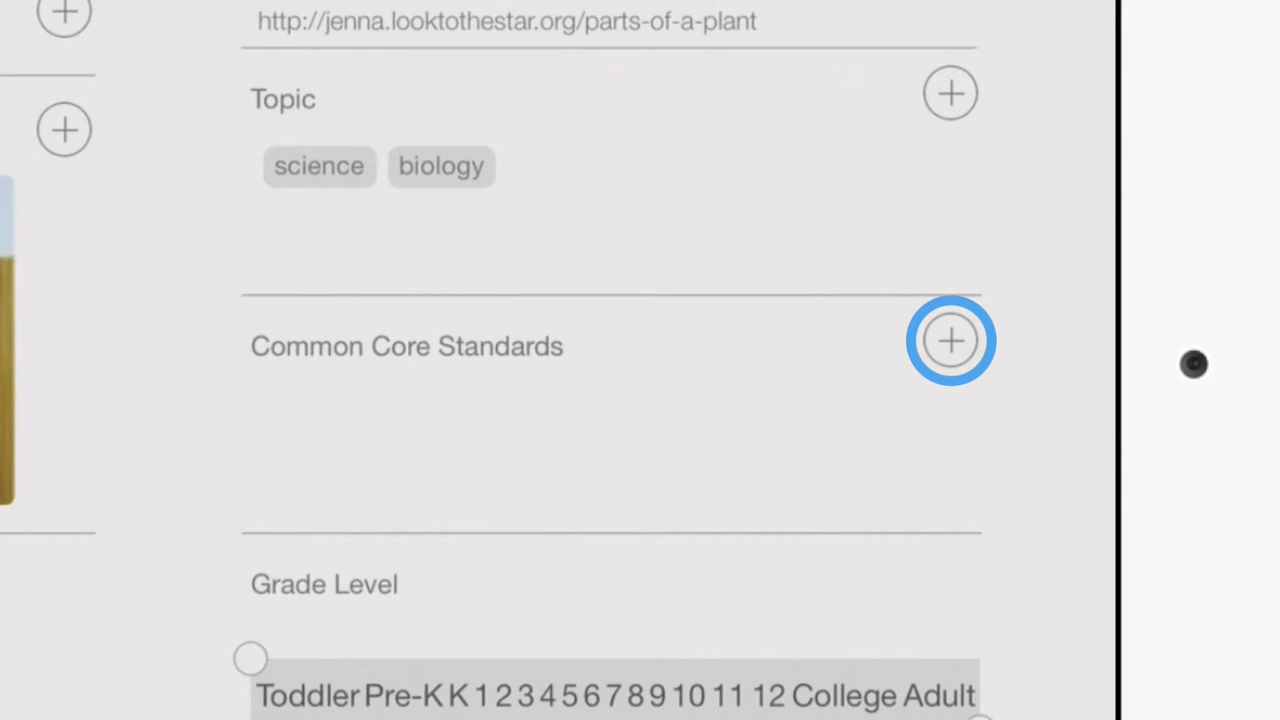 http://jenna.looktothestar.org/parts-of-a-plant
Topic
science biology
Common Core Standards
Grade Level
Toddler Pre-K K 1 2 3 4 5 6 7 8 9 10 11 12 College Adult